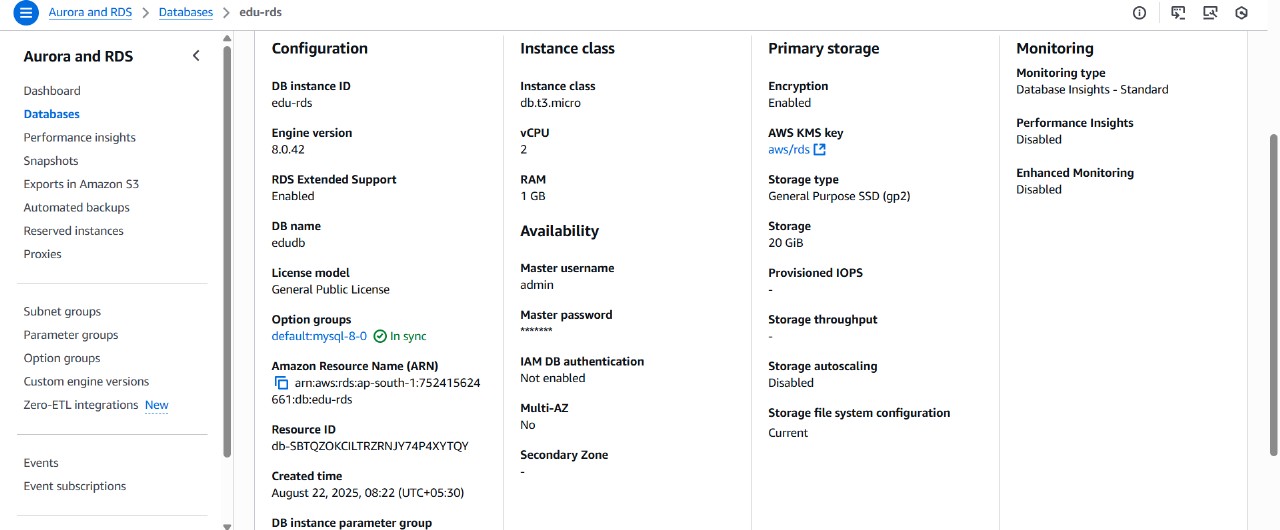 Aurora and RDS > Databases > edu-rds
Aurora and RDS
Dashboard
Databases
Performance insights
Snapshots
Exports in Amazon S3
Automated backups
Reserved instances
Proxies
Subnet groups
Parameter groups
Option groups
Custom engine versions
Zero-ETL integrations New
Events
Event subscriptions
Configuration
DB instance ID
edu-rds
Engine version
8.0.42
RDS Extended Support
Enabled
DB name
edudb
License model
General Public License
Option groups
default:mysql-8-0 In sync
Amazon Resource Name (ARN)
arn:aws:rds:ap-south-1:752415624
661:db:edu-rds
Resource ID
db-SBTQZOKCILTRZRNJY74P4XYTQY
Created time
August 22, 2025, 08:22 (UTC+05:30)
DB instance parameter group
Instance class
Instance class
db.t3.micro
vCPU
2
RAM
1 GB
Availability
Master username
admin
Master password
*******
IAM DB authentication
Not enabled
Multi-AZ
No
Secondary Zone
-
Primary storage
Encryption
Enabled
AWS KMS key
aws/rds
Storage type
General Purpose SSD (gp2)
Storage
20 GiB
Provisioned IOPS
-
Storage throughput
-
Storage autoscaling
Disabled
Storage file system configuration
Current
Monitoring
Monitoring type
Database Insights - Standard
Performance Insights
Disabled
Enhanced Monitoring
Disabled